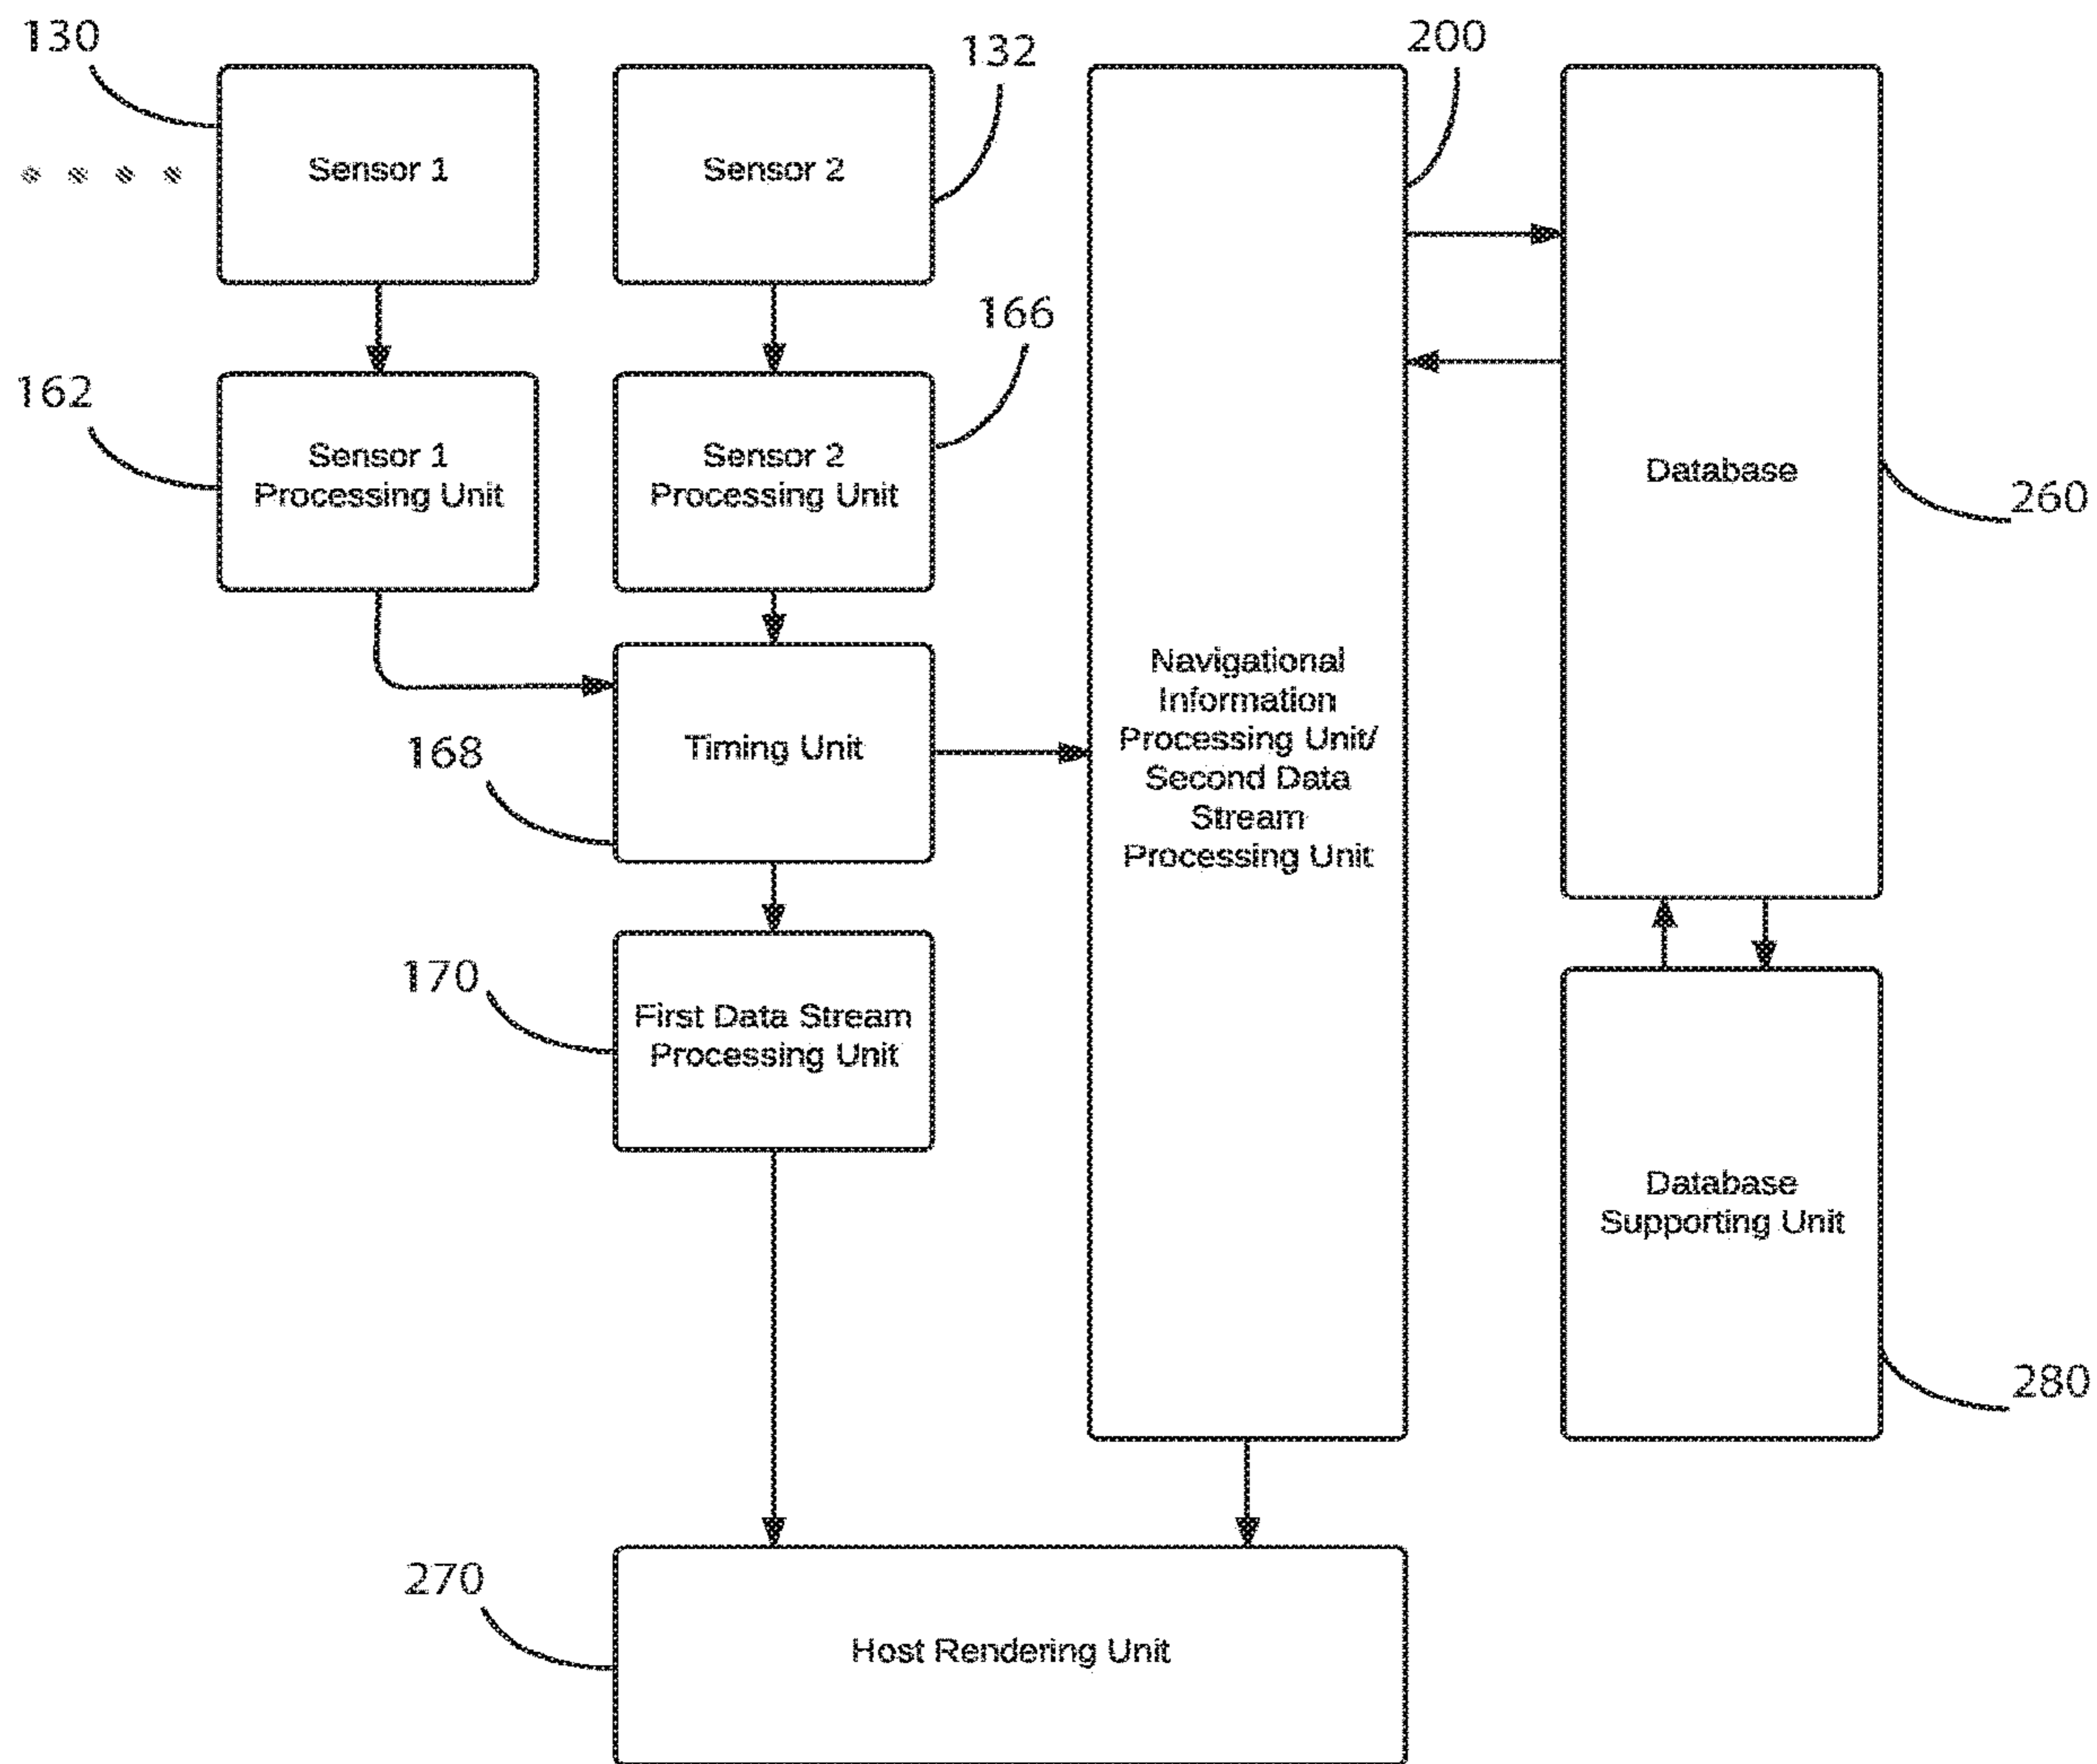 130
132
200
Sensor 1
Sensor 2
166
162
Sensor 1
Processing Unit
Sensor 2
Processing Unit
Database
260
Navigational
Information
Processing Unit/
Second Data
Stream
Processing Unit
168
Timing Unit
170
First Data Stream
Processing Unit
Database
Supporting Unit
280
270
Host Rendering Unit